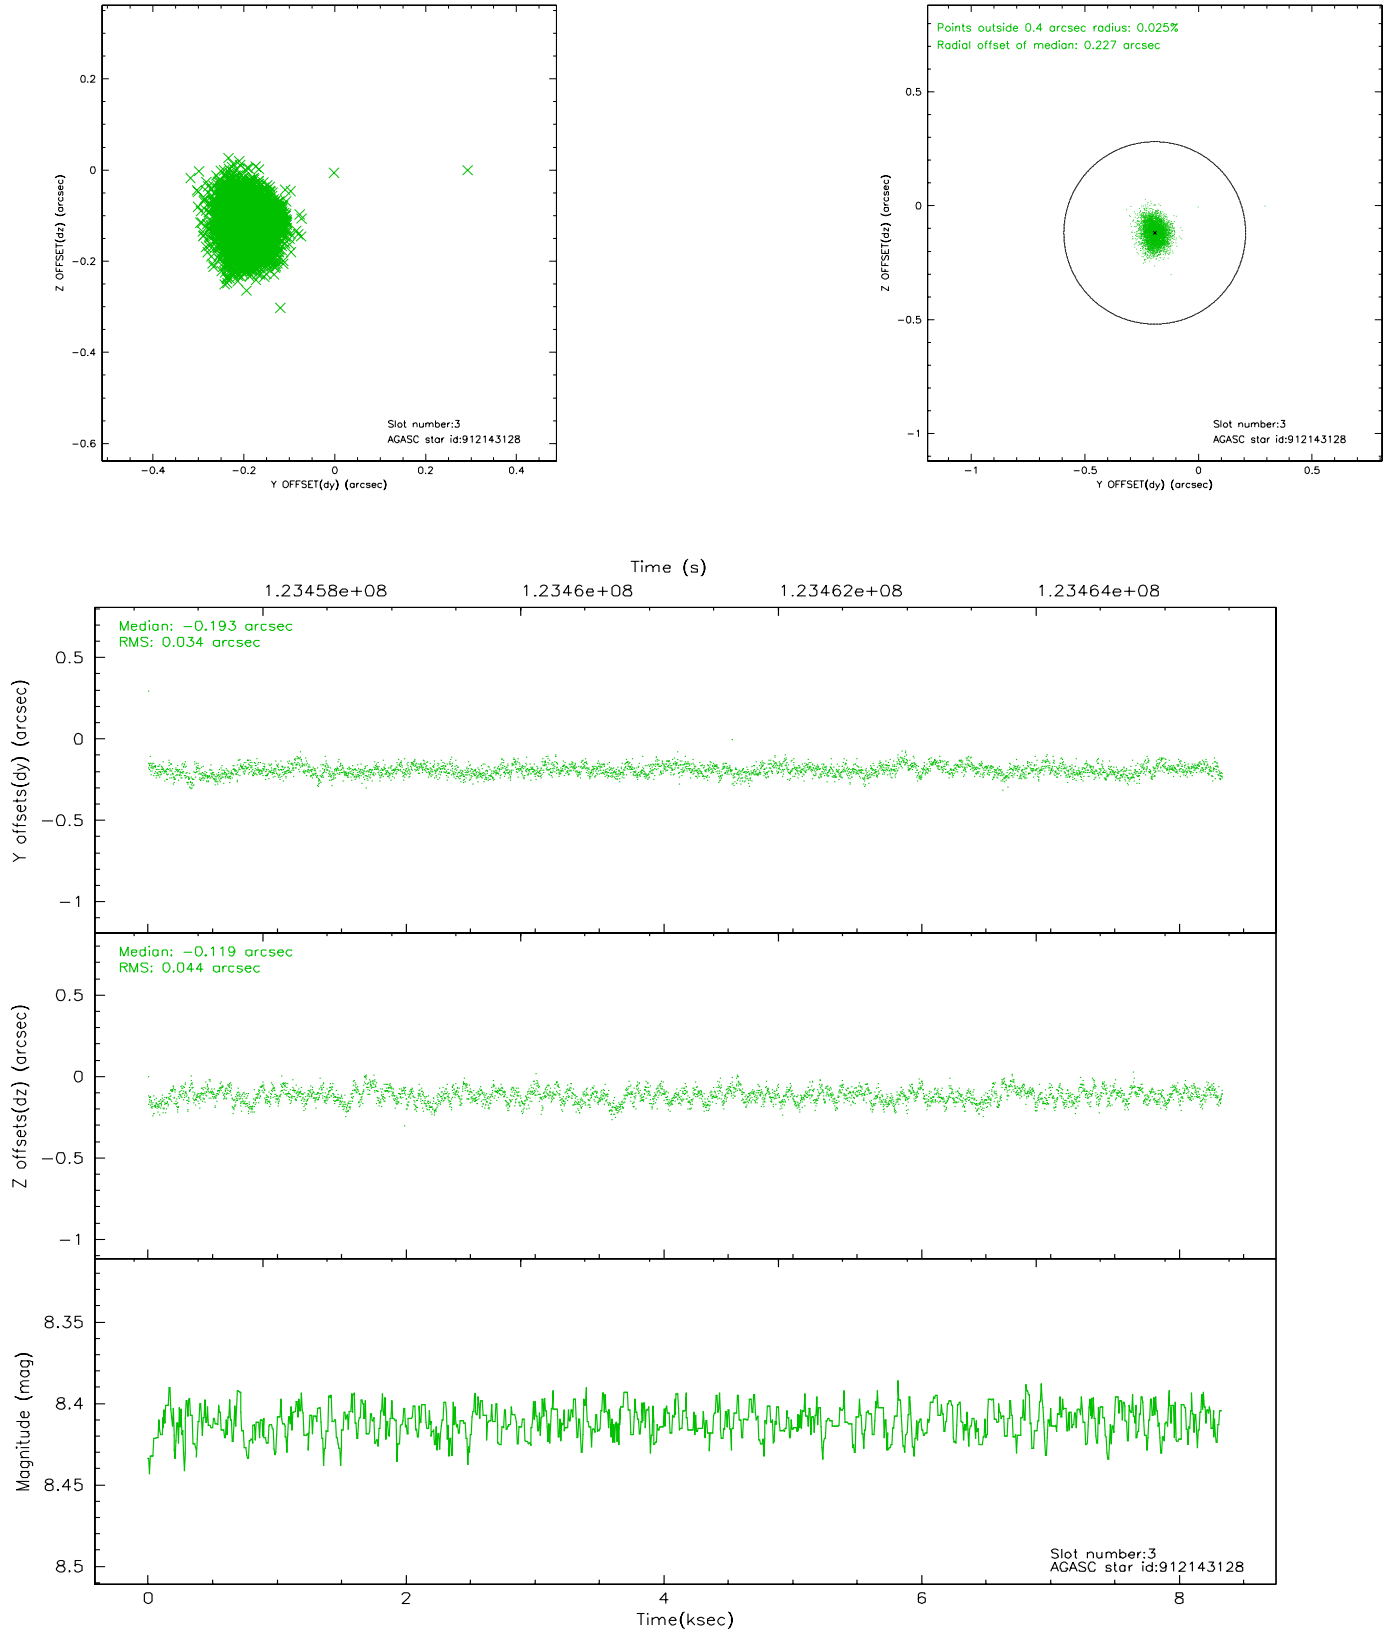 0.2
0
−0.2
−0.4
−0.6
Z OFFSET(dz) (arcsec)
Slot number:3
AGASC star id:912143128
−0.4 −0.2 0 0.2 0.4
Y OFFSET(dy) (arcsec)
Points outside 0.4 arcsec radius: 0.025%
Radial offset of median: 0.227 arcsec
0.5
0
−0.5
−1
Z OFFSET(dz) (arcsec)
Slot number:3
AGASC star id:912143128
−1 −0.5 0 0.5
Y OFFSET(dy) (arcsec)
Time (s)
1.23458e+08 1.2346e+08 1.23462e+08 1.23464e+08
Median: −0.193 arcsec
RMS: 0.034 arcsec
0.5
0
−0.5
−1
Y offsets(dy) (arcsec)
Median: −0.119 arcsec
RMS: 0.044 arcsec
0.5
0
−0.5
−1
Z offsets(dz) (arcsec)
8.35
8.4
8.45
8.5
Magnitude (mag)
Slot number:3
AGASC star id:912143128
0 2 4 6 8
Time(ksec)